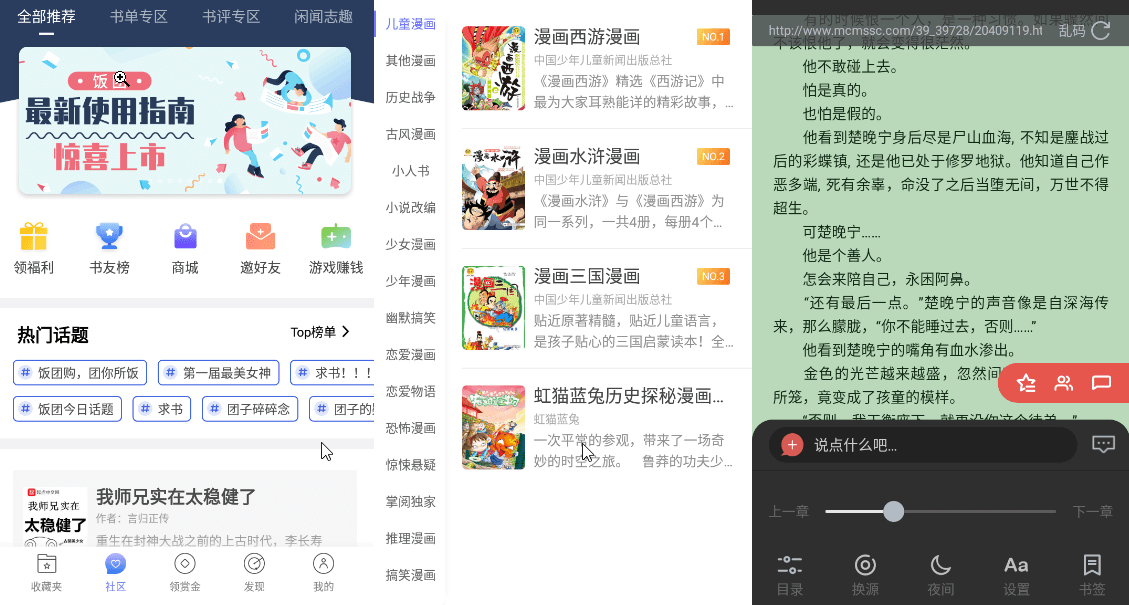 全部推荐 书单专区 书评专区 闲闻志趣
最新使用指南
惊喜上市
领福利 书友榜 商城 邀好友 游戏赚钱
热门话题 Top榜单
# 饭团购，团你所饭 # 第一届最美女神 # 求书！！！
# 饭团今日话题 # 求书 # 团子碎碎念 # 团子的
我师兄实在太稳健了
作者：言归正传
重生在封神大战之前的上古时代，李长寿
我师兄实在
太稳健了
收藏夹 社区 领赏金 发现 我的
儿童漫画
其他漫画
历史战争
古风漫画
小人书
小说改编
少女漫画
少年漫画
幽默搞笑
恋爱漫画
恋爱物语
恐怖漫画
惊悚悬疑
掌阅独家
推理漫画
搞笑漫画
漫画西游漫画 NO.1
中国少年儿童新闻出版总社
《漫画西游》精选《西游记》中
最为大家耳熟能详的精彩故事，...
漫画水浒漫画 NO.2
中国少年儿童新闻出版总社
《漫画水浒》与《漫画西游》为
同一系列，一共4册，每册4个...
漫画三国漫画 NO.3
中国少年儿童新闻出版总社
贴近原著精髓，贴近儿童语言，
是孩子贴心的三国启蒙读本！全...
虹猫蓝兔历史探秘漫画...
虹猫蓝兔
一次平常的参观，带来了一场奇
妙的时空之旅。 鲁莽的功夫少...
http://www.mcmssc.com/39_39728/20409119.ht 乱码
不该恨他了，就会变得很茫然。
他不敢碰上去。
怕是真的。
也怕是假的。
他看到楚晚宁身后尽是尸山血海, 不知是鏖战过
后的彩蝶镇, 还是他已处于修罗地狱。他知道自己作
恶多端, 死有余辜，命没了之后当堕无间，万世不得
超生。
可楚晚宁……
他是个善人。
怎会来陪自己，永困阿鼻。
“还有最后一点。”楚晚宁的声音像是自深海传
来，那么朦胧，“你不能睡过去，否则……”
他看到楚晚宁的嘴角有血水渗出。
金色的光芒越来越盛，忽然间
所笼，竟变成了孩童的模样。
说点什么吧...
上一章 下一章
目录 换源 夜间 Aa 设置 书签